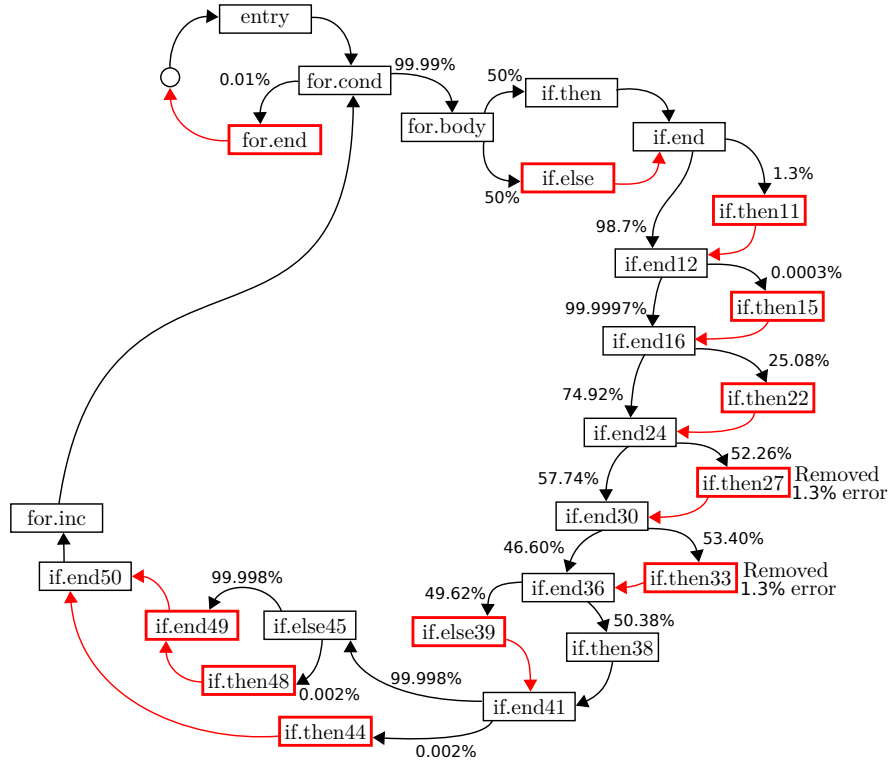 entry
for.cond
0.01%
99.99%
for.end
for.body
50%
if.then
50%
if.else
if.end
1.3%
if.then11
98.7%
if.end12
0.0003%
if.then15
99.9997%
if.end16
25.08%
if.then22
74.92%
if.end24
52.26%
if.then27
Removed
1.3% error
57.74%
if.end30
53.40%
if.then33
Removed
1.3% error
46.60%
if.end36
49.62%
if.else39
50.38%
if.then38
if.end41
99.998%
if.else45
0.002%
if.then44
99.998%
if.end49
0.002%
if.then48
if.end50
for.inc